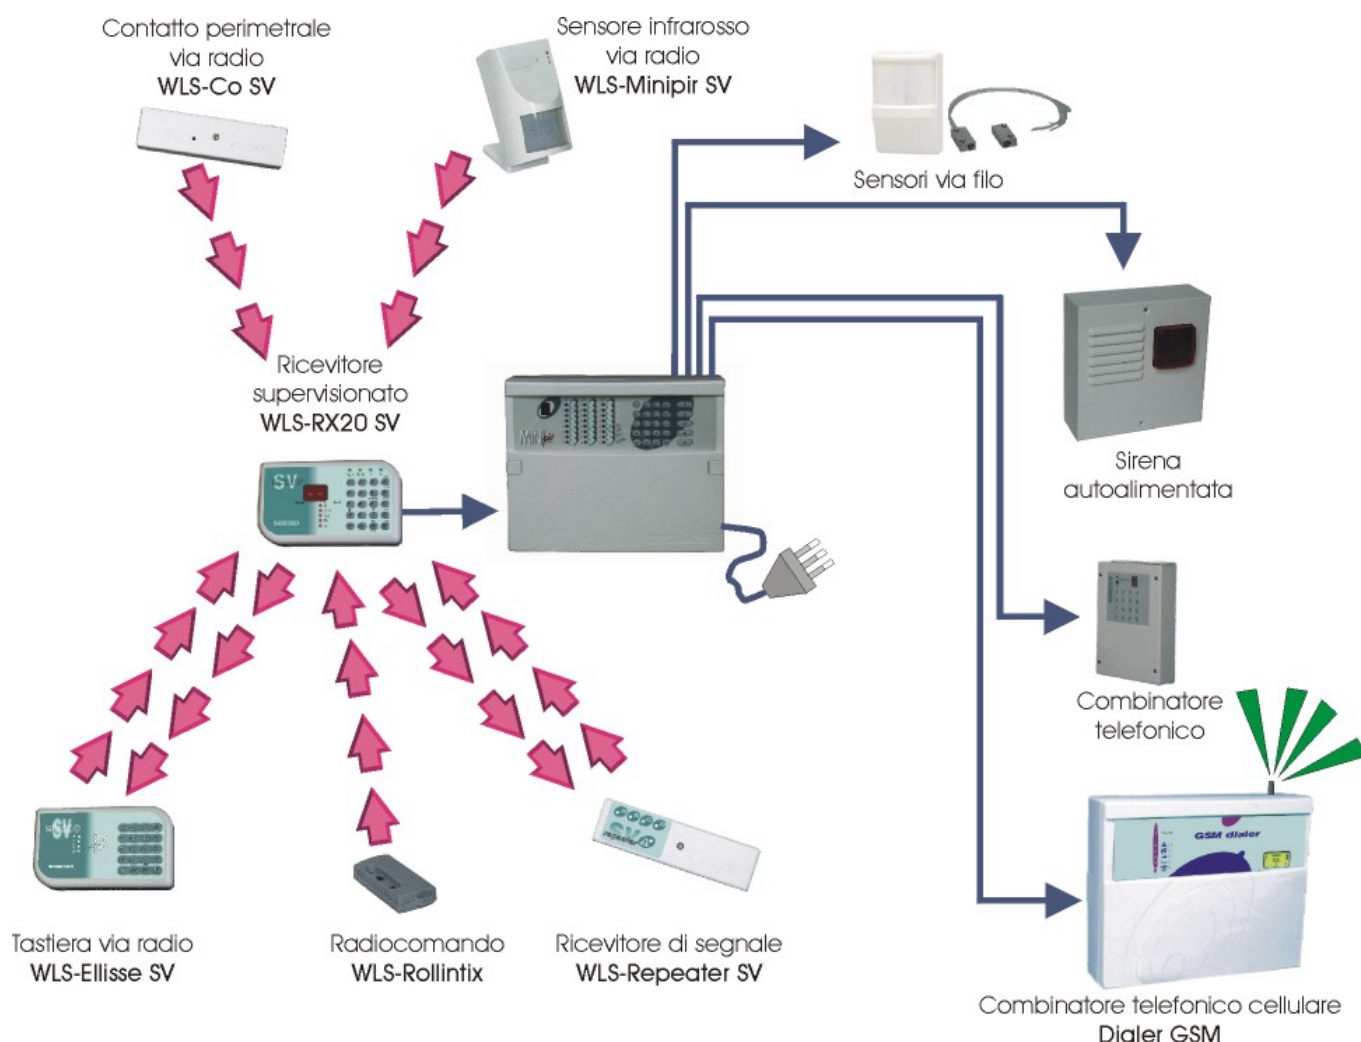 Contatto perimetrale
via radio
WLS-Co SV
Sensore infrarosso
via radio
WLS-Minipir SV
Sensori via filo
Ricevitore
supervisionato
WLS-RX20 SV
SV
Sirena
autoalimentata
Combinatore
telefonico
SV
SV
GSM dialer
Tastiera via radio
WLS-Ellisse SV
Radiocomando
WLS-Rollintix
Ricevitore di segnale
WLS-Repeater SV
Combinatore telefonico cellulare
Dialer GSM